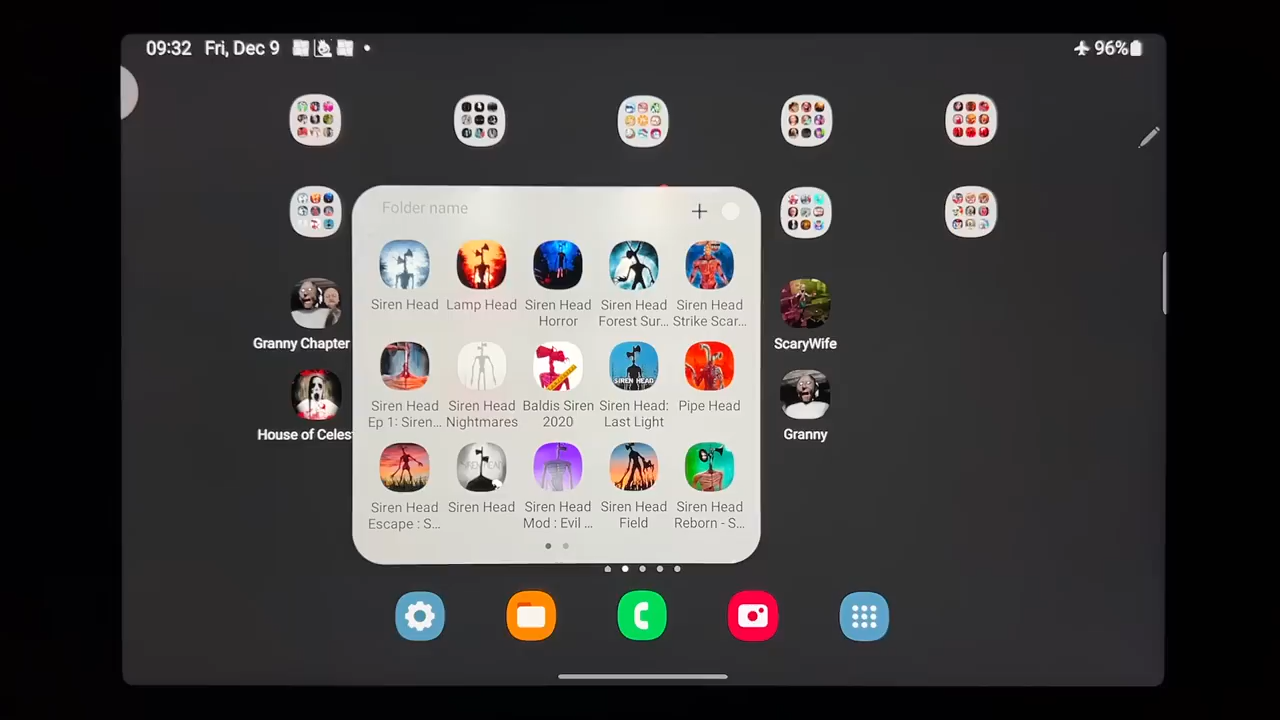 09:32 Fri, Dec 9 96%
Folder name
Siren Head Lamp Head Siren Head Siren Head Siren Head
Horror Forest Sur... Strike Scar...
Granny Chapter ScaryWife
Siren Head Siren Head Baldis Siren Siren Head: Pipe Head
Ep 1: Siren... Nightmares 2020 Last Light
SIREN HEAD
House of Celes Granny
Siren Head Siren Head Siren Head Siren Head Siren Head
Escape : S... Mod : Evil ... Field Reborn - S...